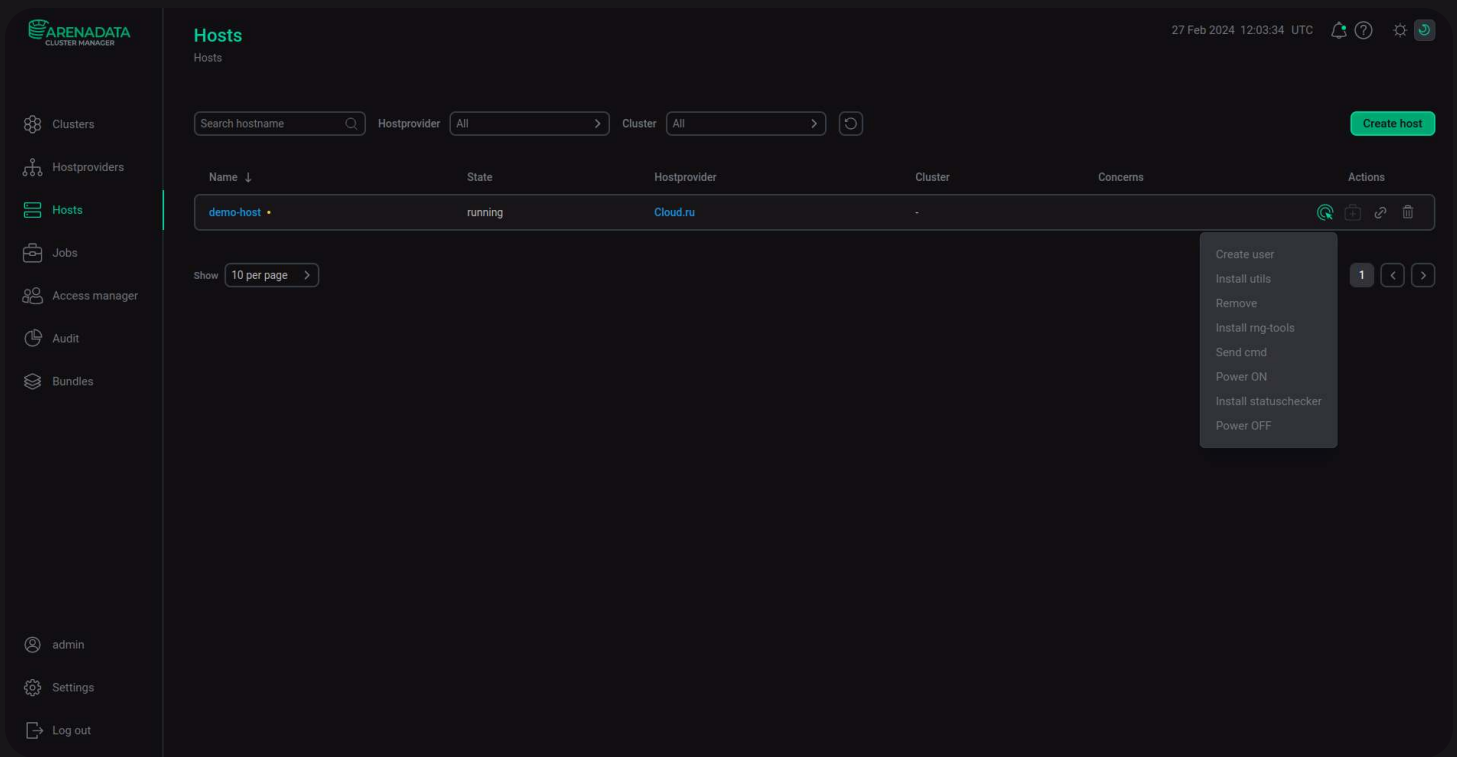 ARENADATA
CLUSTER MANAGER
Hosts
Hosts
27 Feb 2024 12:03:34 UTC
Clusters
Hostproviders
Hosts
Jobs
Access manager
Audit
Bundles
admin
Settings
Log out
Search hostname
Hostprovider
All
Cluster
All
Create host
Name State Hostprovider Cluster Concerns Actions
demo-host running Cloud.ru -
Show 10 per page
1
Create user
Install utils
Remove
Install rng-tools
Send cmd
Power ON
Install statuschecker
Power OFF